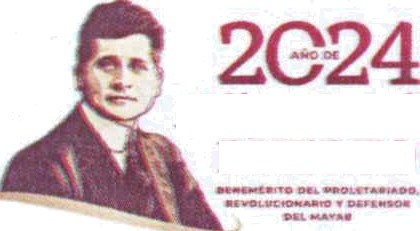 2024
AÑO DE
BENEMÉRITO DEL PROLETARIADO,
REVOLUCIONARIO Y DEFENSOR
DEL MAYAB